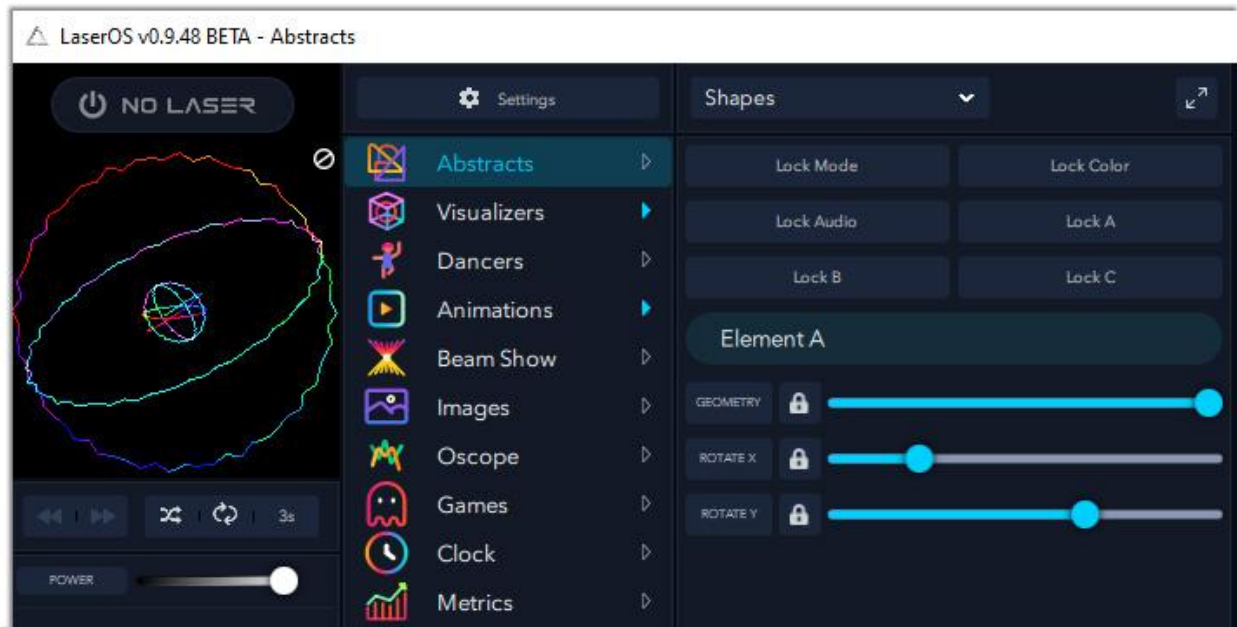 LaserOS v0.9.48 BETA - Abstracts
NO LASER
3s
POWER
Settings
Abstracts
Visualizers
Dancers
Animations
Beam Show
Images
Oscope
Games
Clock
Metrics
Shapes
Lock Mode
Lock Color
Lock Audio
Lock A
Lock B
Lock C
Element A
GEOMETRY
ROTATE X
ROTATE Y